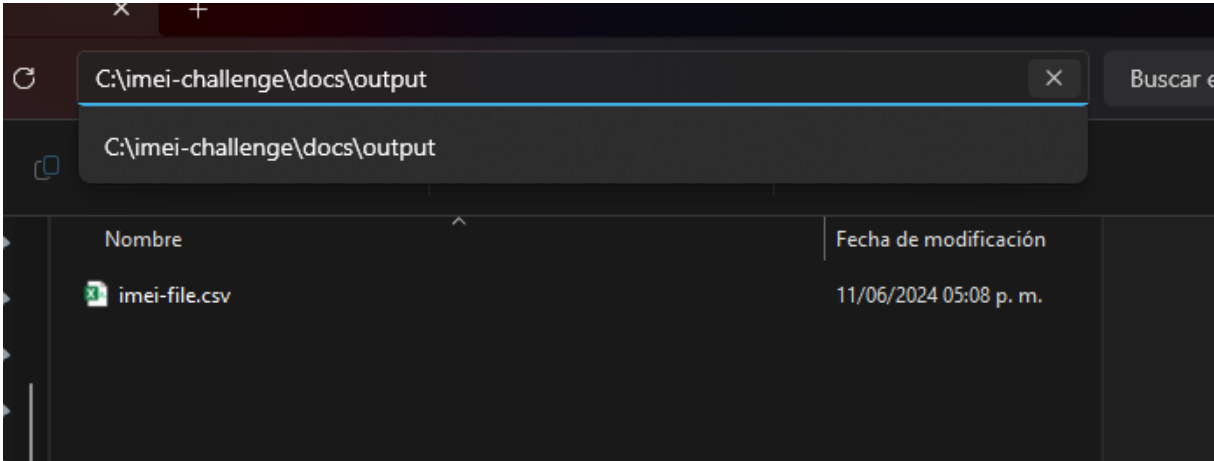 C:\imei-challenge\docs\output
Buscar e
C:\imei-challenge\docs\output
Nombre
Fecha de modificación
imei-file.csv
11/06/2024 05:08 p. m.